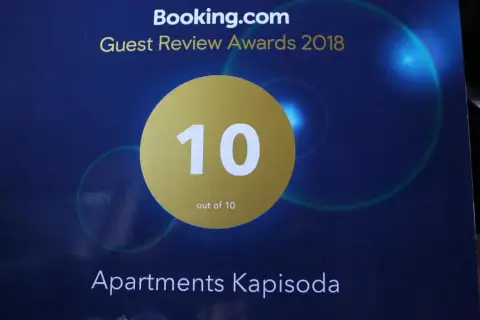 Booking.com
Guest Review Awards 2018
10
out of 10
Apartments Kapisoda